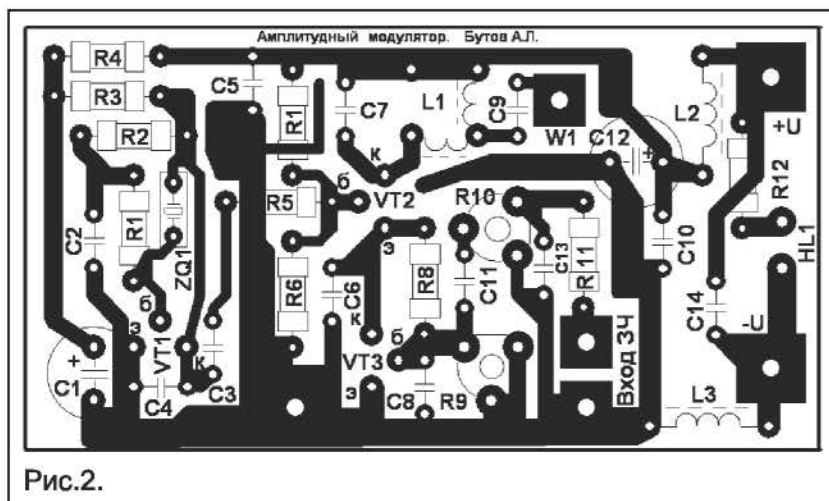 Амплитудный модулятор. Бутов А.Л.
R4
R3
R2
R1
C2
ZQ1
б
э
+
C1
VT1
к
C4
C3
C5
R1
C7
L1
C9
W1
C12
+
L2
+U
R12
HL1
к
б
VT2
R5
э
R10
R6
C6
R8
C11
C13
R11
C10
C14
к
б
VT3
э
C8
R9
Вход ЗЧ
-U
L3
Рис.2.